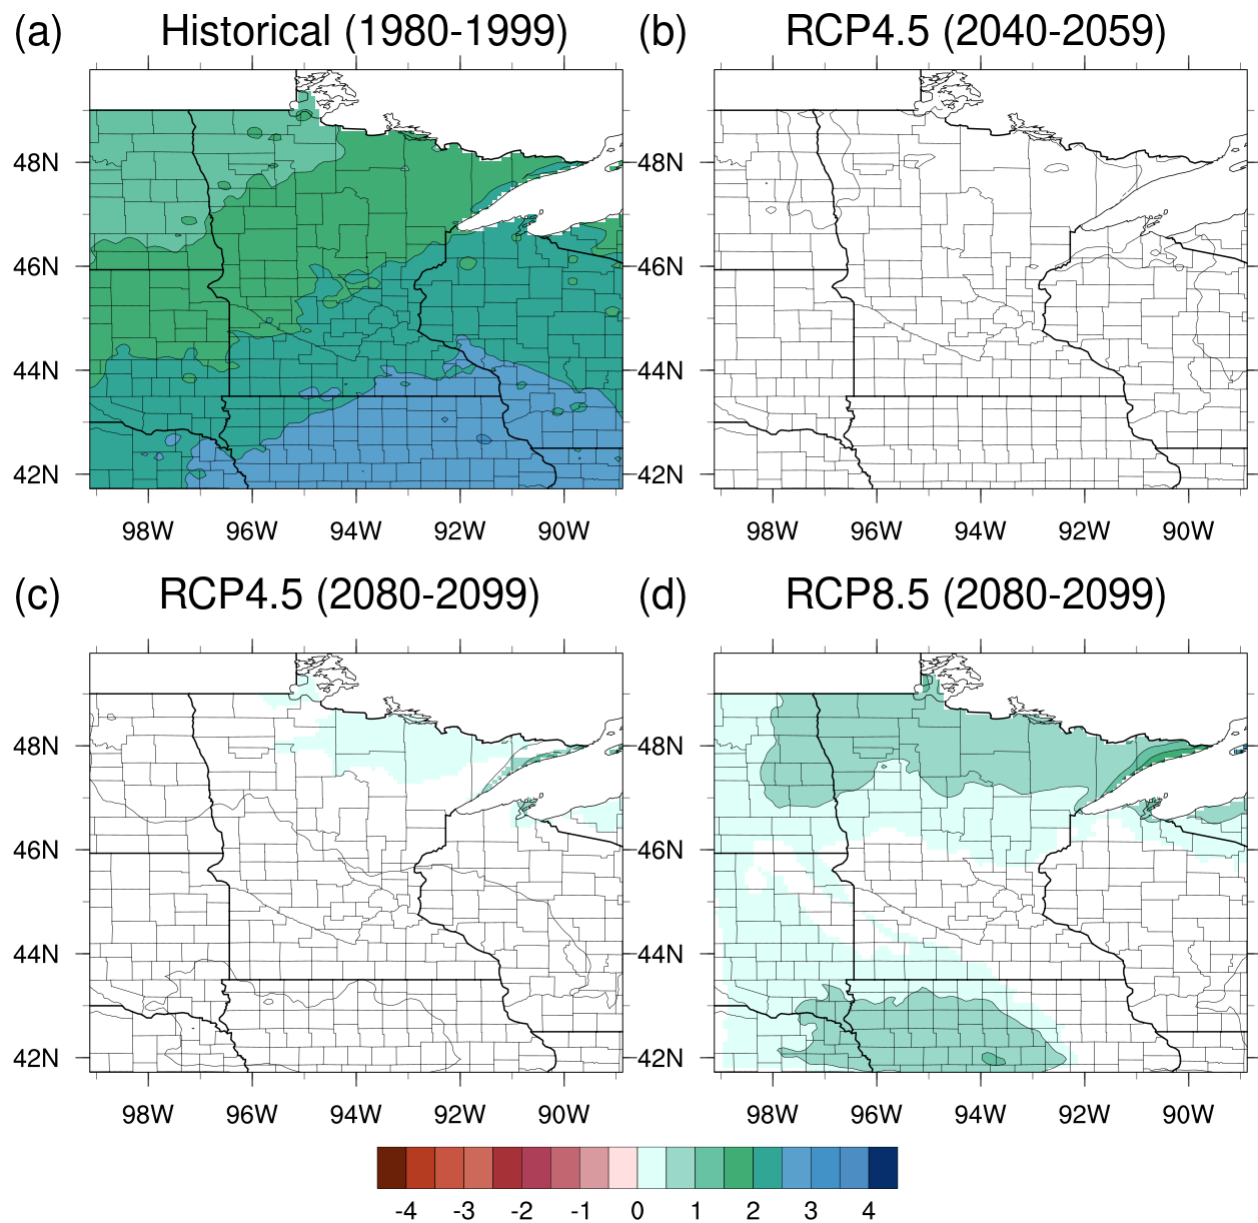 (a) Historical (1980-1999)
(b) RCP4.5 (2040-2059)
48N
46N
44N
42N
98W 96W 94W 92W 90W
48N
46N
44N
42N
98W 96W 94W 92W 90W
(c) RCP4.5 (2080-2099)
(d) RCP8.5 (2080-2099)
48N
46N
44N
42N
98W 96W 94W 92W 90W
48N
46N
44N
42N
98W 96W 94W 92W 90W
-4 -3 -2 -1 0 1 2 3 4